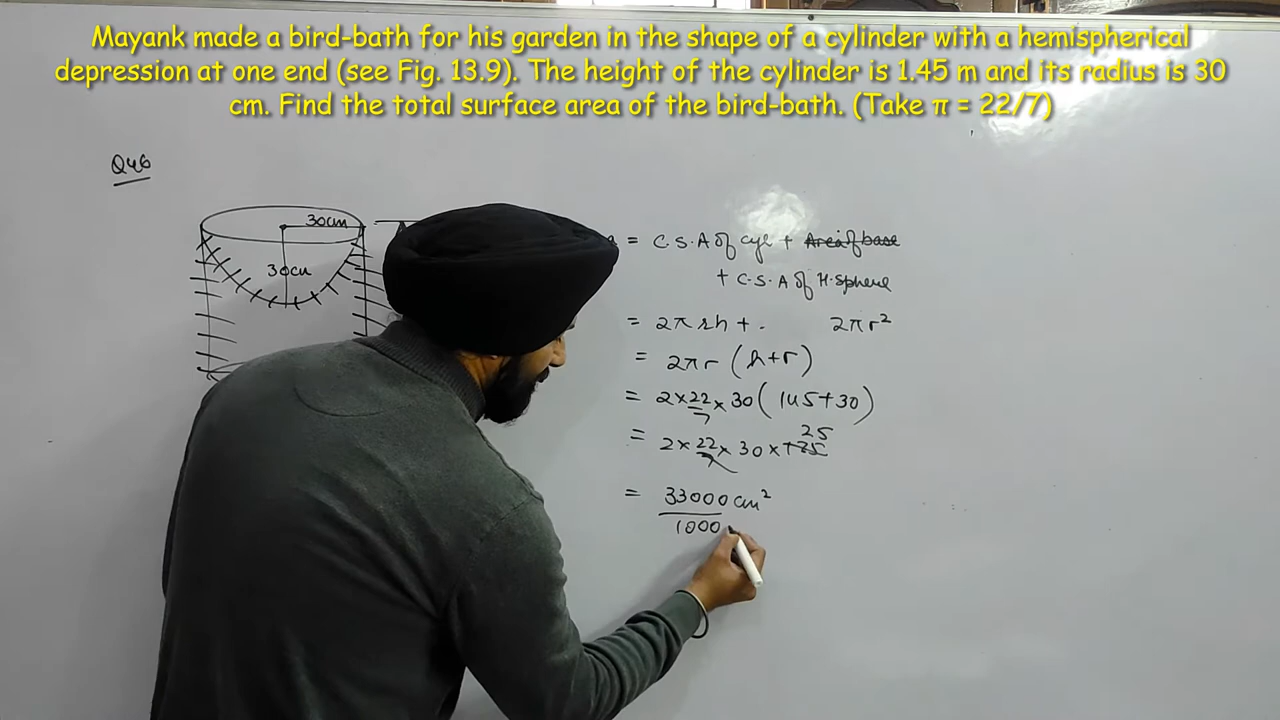 Mayank made a bird-bath for his garden in the shape of a cylinder with a hemispherical
depression at one end (see Fig. 13.9). The height of the cylinder is 1.45 m and its radius is 30
cm. Find the total surface area of the bird-bath. (Take π = 22/7)
Q46
30cm
30cm
= C.S.A of cyl + Area of base
+ C.S.A of H.sphere
= 2πrh + . 2πr²
= 2πr (h+r)
= 2×22/7×30(145+30)
= 2×22/7×30×175 25
= 33000cm²
1000